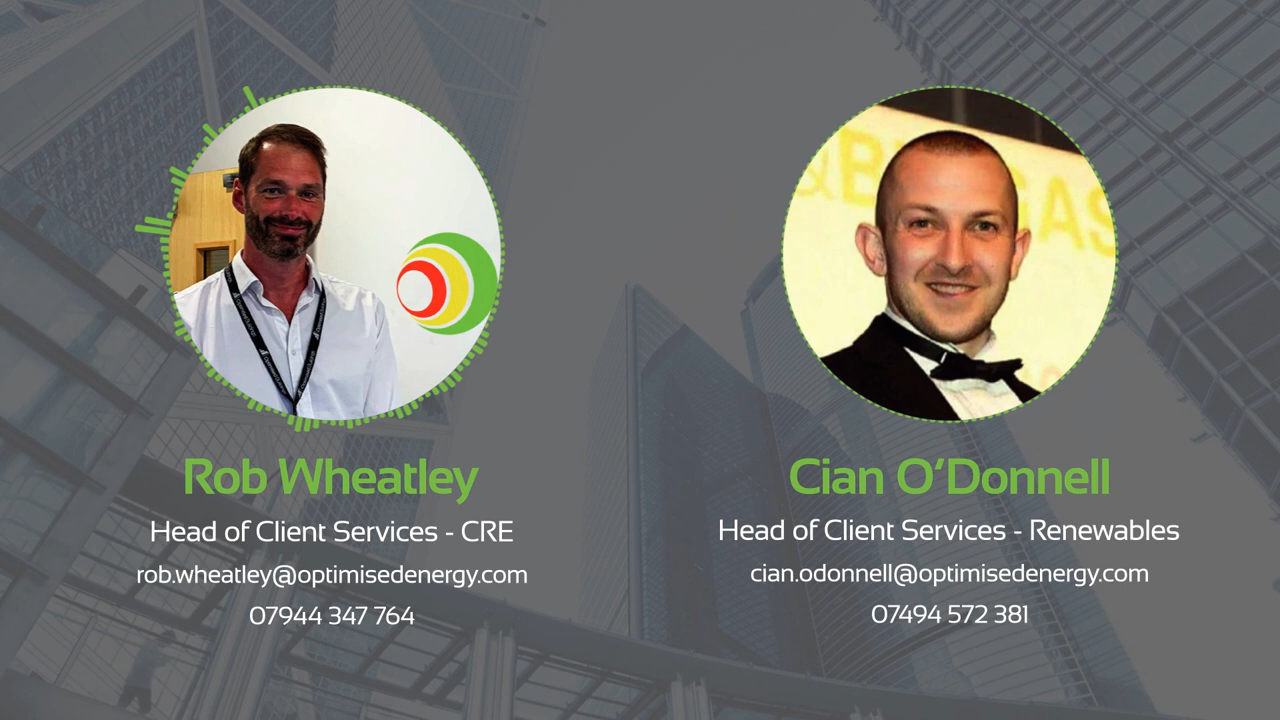 Rob Wheatley
Head of Client Services - CRE
rob.wheatley@optimisedenergy.com
07944 347 764
Cian O'Donnell
Head of Client Services - Renewables
cian.odonnell@optimisedenergy.com
07494 572 381